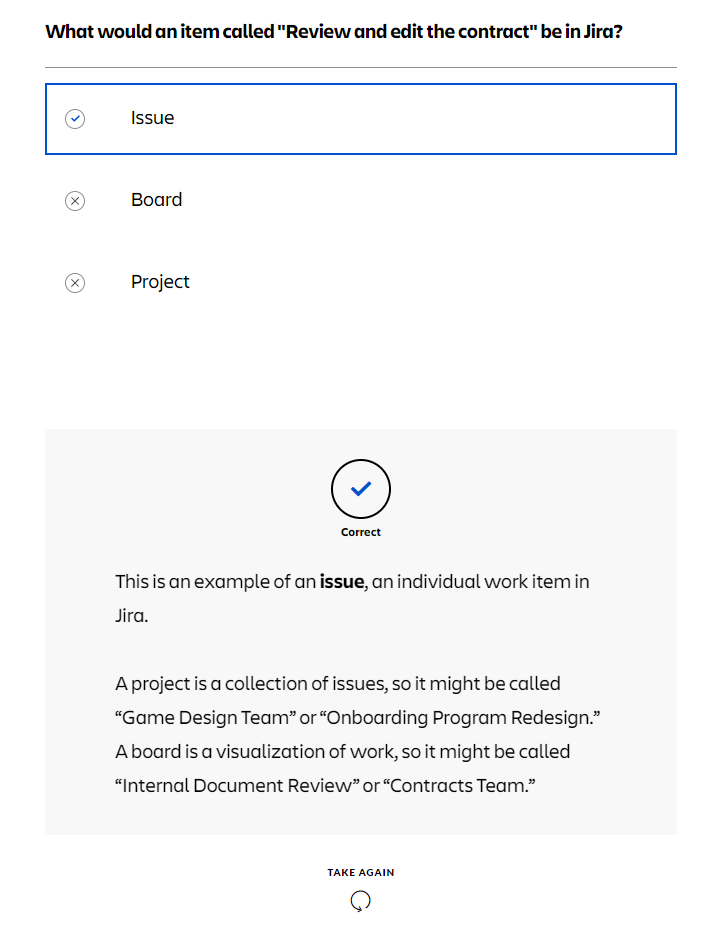 What would an item called "Review and edit the contract" be in Jira?
Issue
Board
Project
Correct
This is an example of an issue, an individual work item in
Jira.
A project is a collection of issues, so it might be called
“Game Design Team” or “Onboarding Program Redesign.”
A board is a visualization of work, so it might be called
“Internal Document Review” or “Contracts Team.”
TAKE AGAIN